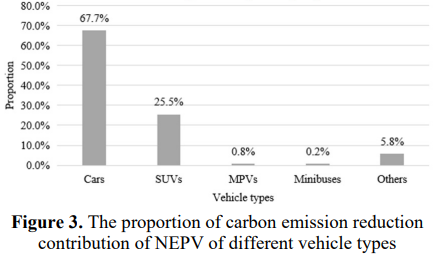 80.0%
67.7%
70.0%
60.0%
50.0%
40.0%
30.0%
25.5%
20.0%
10.0%
5.8%
0.8%
0.2%
0.0%
Cars SUVs MPVs Minibuses Others
Proportion
Vehicle types
Figure 3. The proportion of carbon emission reduction
contribution of NEPV of different vehicle types